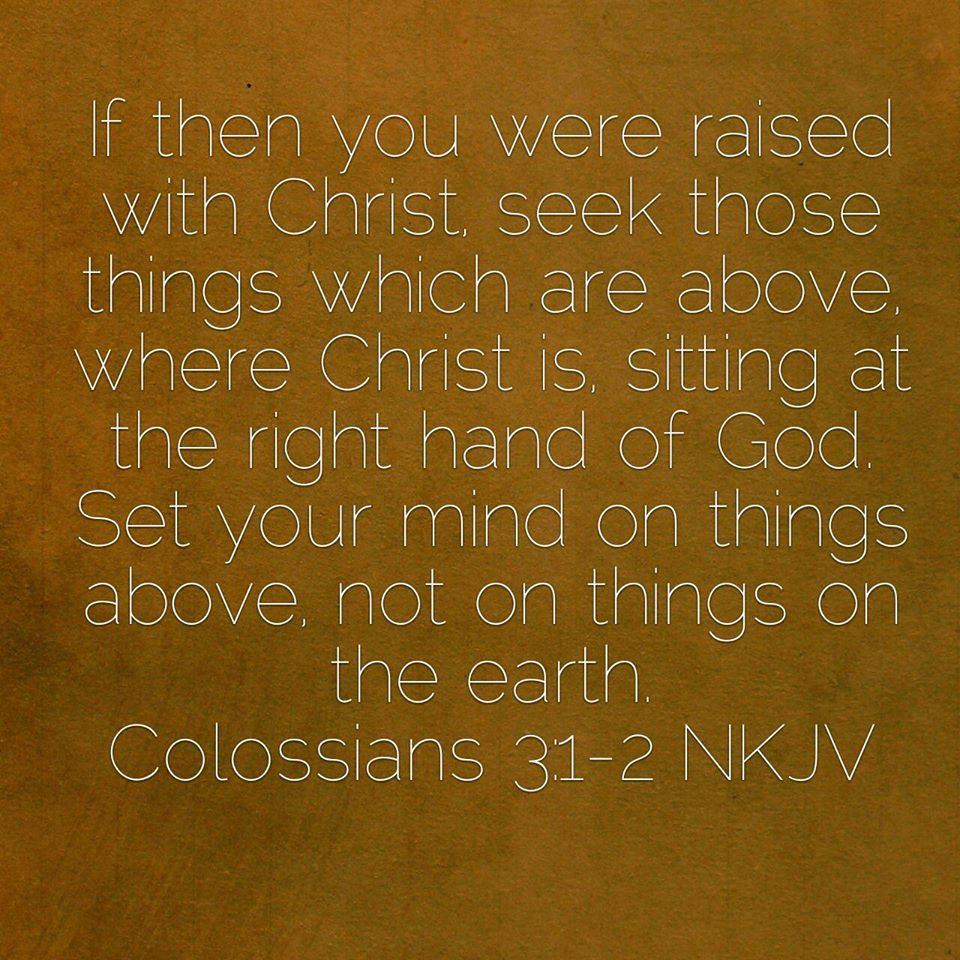 If then you were raised
with Christ, seek those
things which are above,
where Christ is, sitting at
the right hand of God.
Set your mind on things
above, not on things on
the earth.
Colossians 3:1-2 NKJV